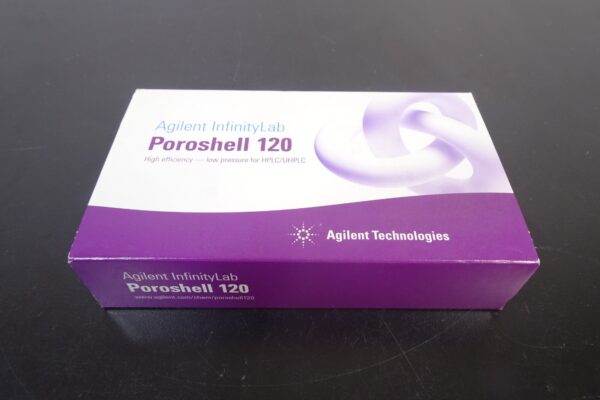 Agilent InfinityLab
Poroshell 120
High efficiency — low pressure for HPLC/UHPLC
Agilent Technologies
Agilent InfinityLab
Poroshell 120
www.agilent.com/chem/poroshell120